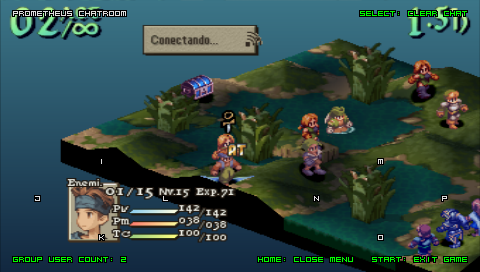 PROMETHEUS CHATROOM
SELECT: CLEAR CHAT
Conectando...
AT
I
M
J
L
N
P
K
O
Enemi.
01/15 Nv.15 Exp.71
Pv 142/142
Pm 038/038
Tc 100/100
GROUP USER COUNT: 2
HOME: CLOSE MENU
START: EXIT GAME